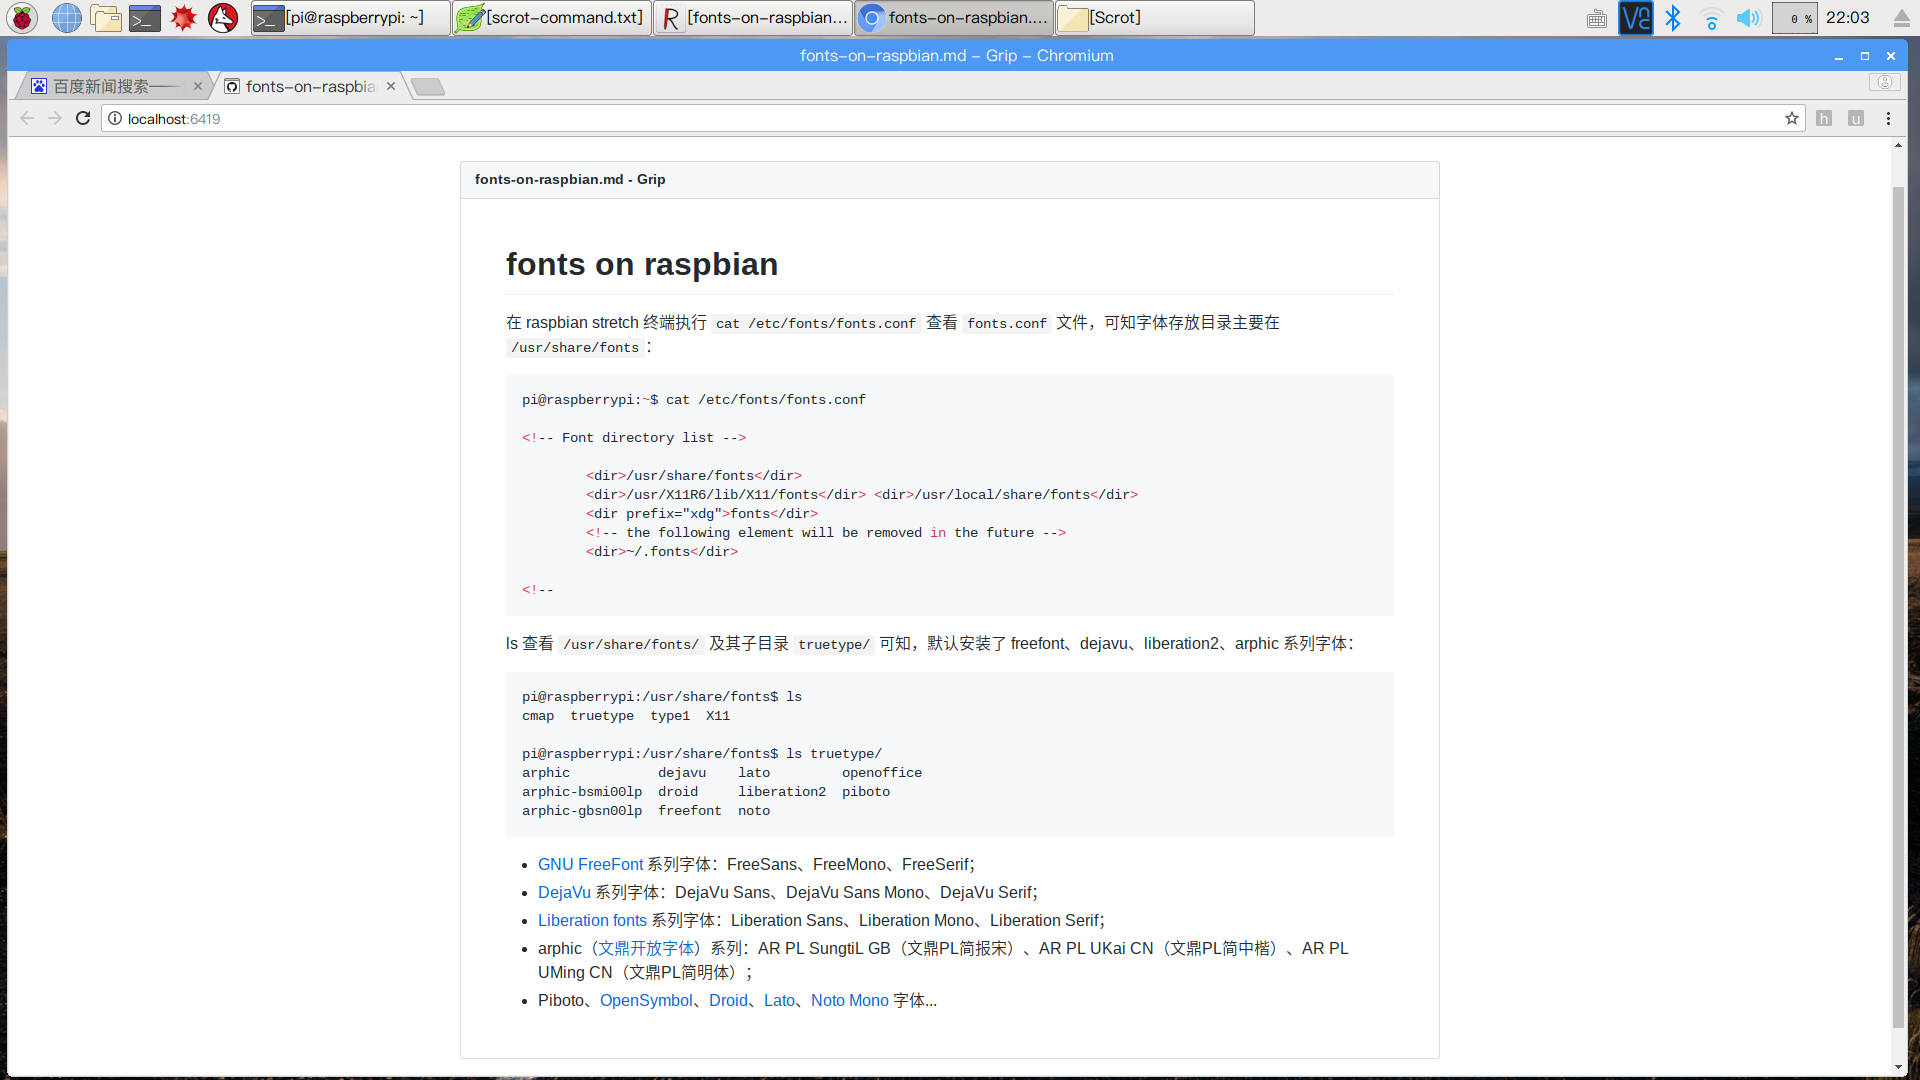 [pi@raspberrypi: ~]
[scrot-command.txt]
[fonts-on-raspbian...
fonts-on-raspbian....
[Scrot]
0 %
22:03
fonts-on-raspbian.md - Grip - Chromium
百度新闻搜索——
fonts-on-raspbia
localhost:6419
h
u
fonts-on-raspbian.md - Grip
fonts on raspbian
在 raspbian stretch 终端执行 cat /etc/fonts/fonts.conf 查看 fonts.conf 文件，可知字体存放目录主要在
/usr/share/fonts：
pi@raspberrypi:~$ cat /etc/fonts/fonts.conf
<!-- Font directory list -->
<dir>/usr/share/fonts</dir>
<dir>/usr/X11R6/lib/X11/fonts</dir> <dir>/usr/local/share/fonts</dir>
<dir prefix="xdg">fonts</dir>
<!-- the following element will be removed in the future -->
<dir>~/.fonts</dir>
<!--
ls 查看 /usr/share/fonts/ 及其子目录 truetype/ 可知，默认安装了 freefont、dejavu、liberation2、arphic 系列字体：
pi@raspberrypi:/usr/share/fonts$ ls
cmap  truetype  type1  X11
pi@raspberrypi:/usr/share/fonts$ ls truetype/
arphic           dejavu    lato         openoffice
arphic-bsmi00lp  droid     liberation2  piboto
arphic-gbsn00lp  freefont  noto
• GNU FreeFont 系列字体：FreeSans、FreeMono、FreeSerif；
• DejaVu 系列字体：DejaVu Sans、DejaVu Sans Mono、DejaVu Serif；
• Liberation fonts 系列字体：Liberation Sans、Liberation Mono、Liberation Serif；
• arphic（文鼎开放字体）系列：AR PL SungtiL GB（文鼎PL简报宋）、AR PL UKai CN（文鼎PL简中楷）、AR PL
UMing CN（文鼎PL简明体）；
• Piboto、OpenSymbol、Droid、Lato、Noto Mono 字体...